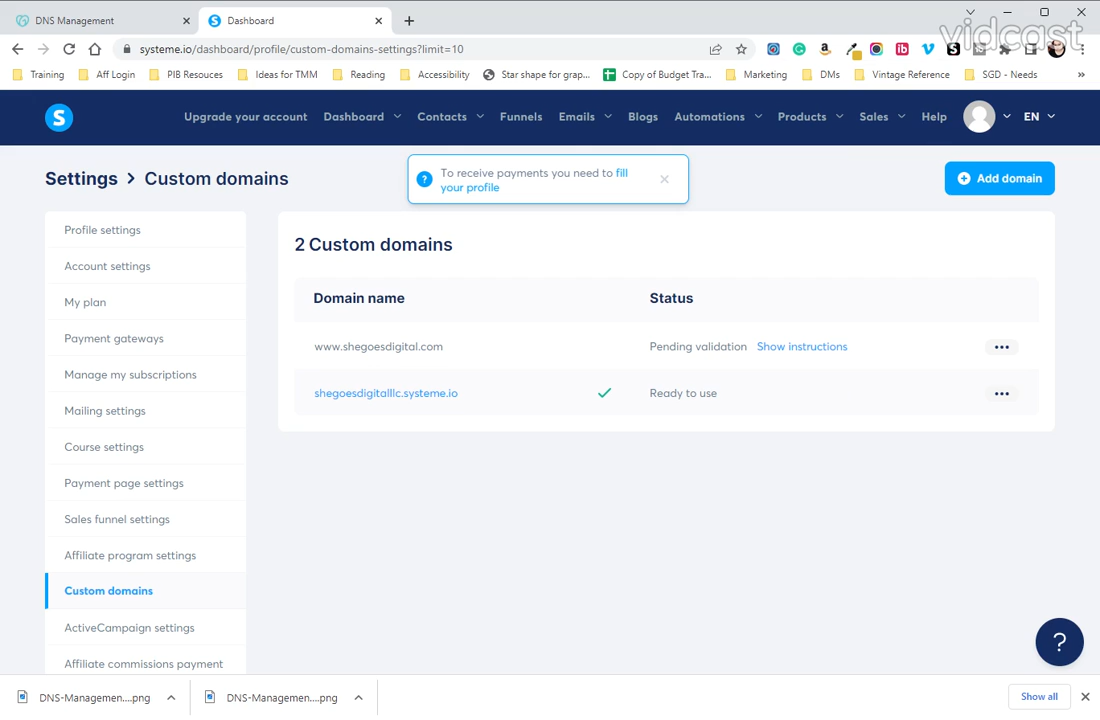 DNS Management
Dashboard
vidcast
systeme.io/dashboard/profile/custom-domains-settings?limit=10
Training
Aff Login
PIB Resouces
Ideas for TMM
Reading
Accessibility
Star shape for grap...
Copy of Budget Tra...
Marketing
DMs
Vintage Reference
SGD - Needs
»
S
Upgrade your account
Dashboard
Contacts
Funnels
Emails
Blogs
Automations
Products
Sales
Help
EN
Settings > Custom domains
? To receive payments you need to fill
your profile
Add domain
Profile settings
Account settings
My plan
Payment gateways
Manage my subscriptions
Mailing settings
Course settings
Payment page settings
Sales funnel settings
Affiliate program settings
Custom domains
ActiveCampaign settings
Affiliate commissions payment
2 Custom domains
Domain name
Status
www.shegoesdigital.com
Pending validation
Show instructions
shegoesdigitalllc.systeme.io
Ready to use
?
DNS-Managemen....png
DNS-Managemen....png
Show all